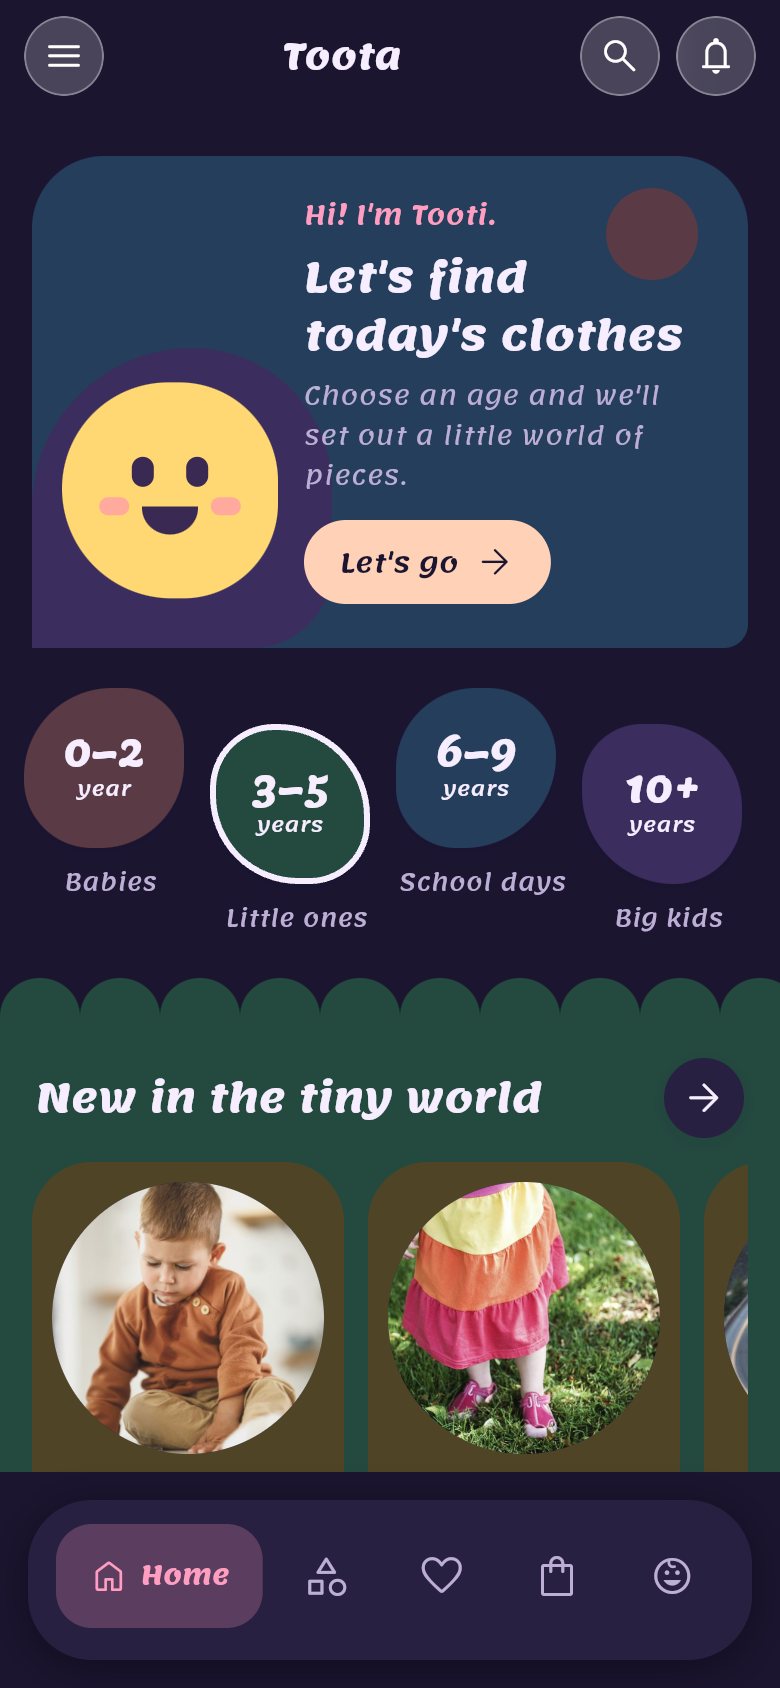 Toota
Hi! I'm Tooti.
Let's find
today's clothes
Choose an age and we'll
set out a little world of
pieces.
Let's go
0–2
year
Babies
3–5
years
Little ones
6–9
years
School days
10+
years
Big kids
New in the tiny world
Home